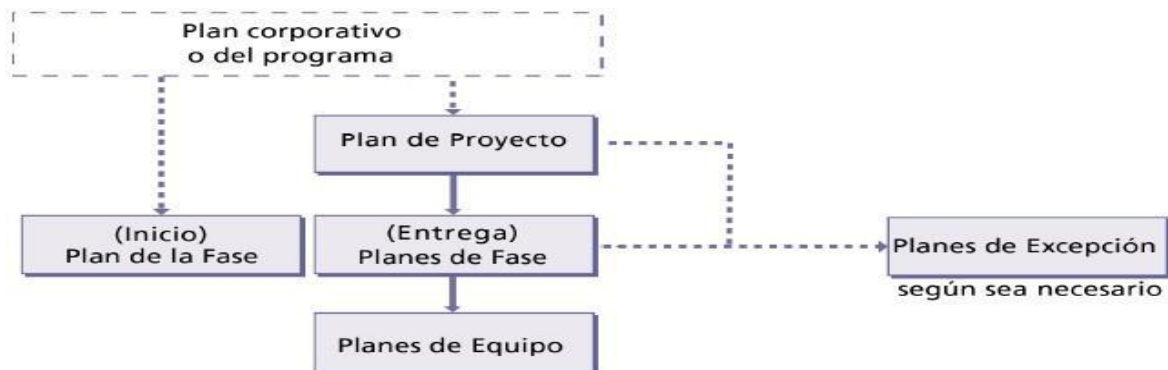 Plan corporativo
o del programa
Plan de Proyecto
(Inicio)
Plan de la Fase
(Entrega)
Planes de Fase
Planes de Excepción
según sea necesario
Planes de Equipo